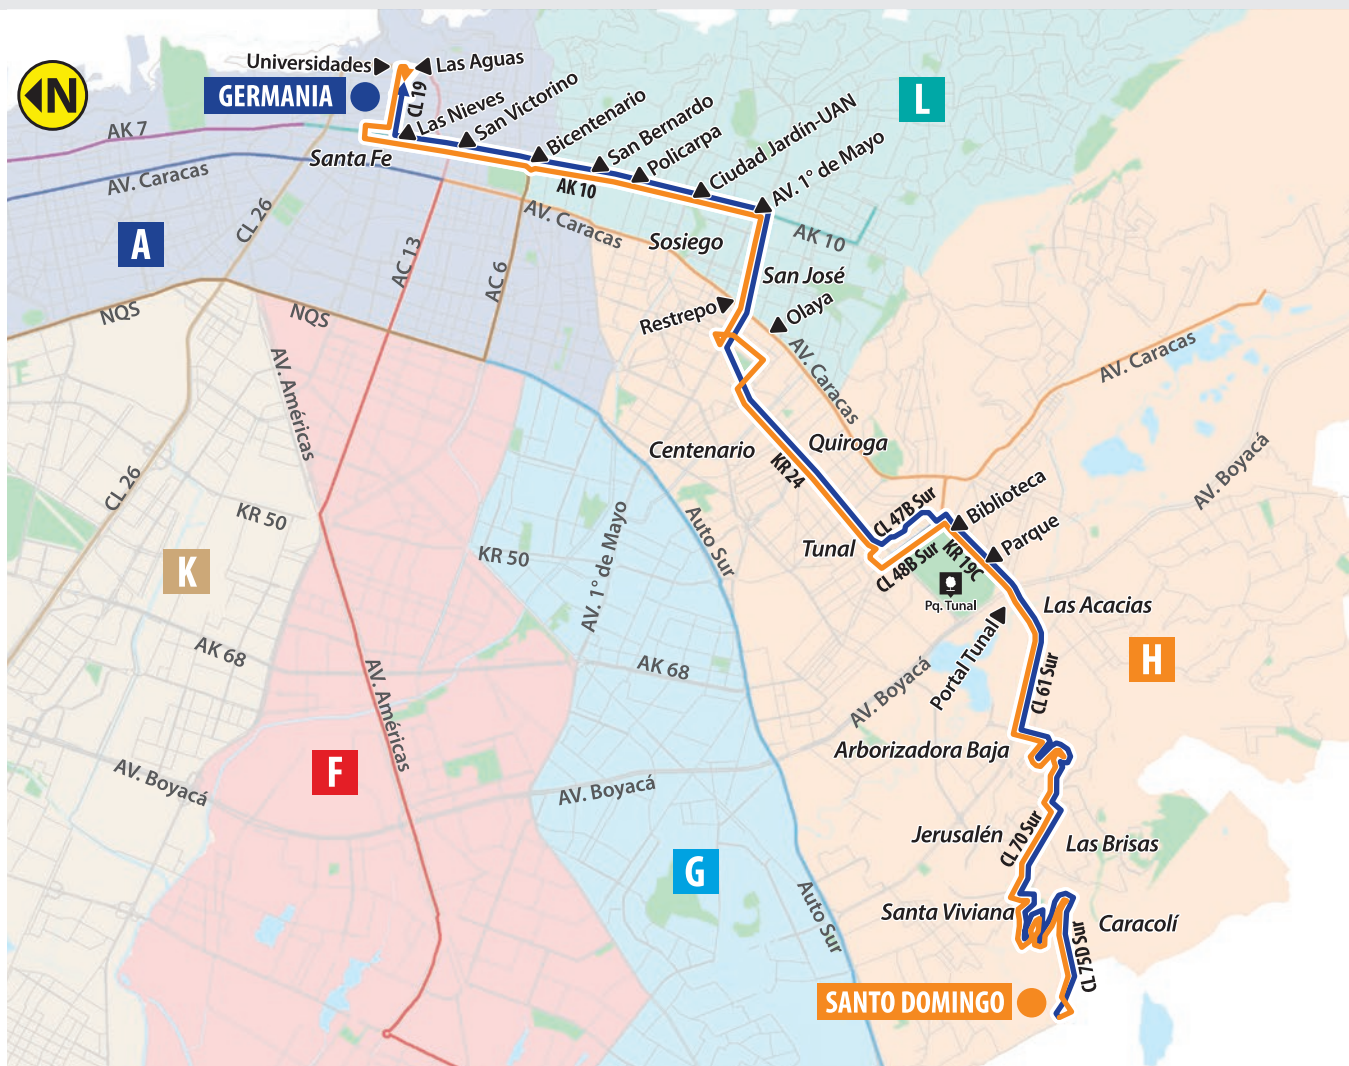 N
Universidades
Las Aguas
GERMANIA
CL 19
Las Nieves
San Victorino
Bicentenario
San Bernardo
Policarpa
Ciudad Jardín-UAN
AV. 1° de Mayo
L
AK 7
Santa Fe
AV. Caracas
AK 10
AV. Caracas
AK 10
CL 26
A
AC 13
AC 6
Sosiego
San José
NQS
NQS
Restrepo
Olaya
AV. Caracas
AV. Caracas
AV. Américas
Centenario
Quiroga
KR 24
AV. Boyacá
CL 26
KR 50
Auto Sur
AV. 1° de Mayo
KR 50
Tunal
CL 47B Sur
Biblioteca
CL 48B Sur
KR 19C
Parque
K
Pq. Tunal
Las Acacias
Portal Tunal
AK 68
AV. Américas
AK 68
AV. Boyacá
CL 61 Sur
H
Arborizadora Baja
F
AV. Boyacá
AV. Boyacá
Jerusalén
CL 70 Sur
Las Brisas
G
Auto Sur
Santa Viviana
Caracolí
CL 75D Sur
SANTO DOMINGO